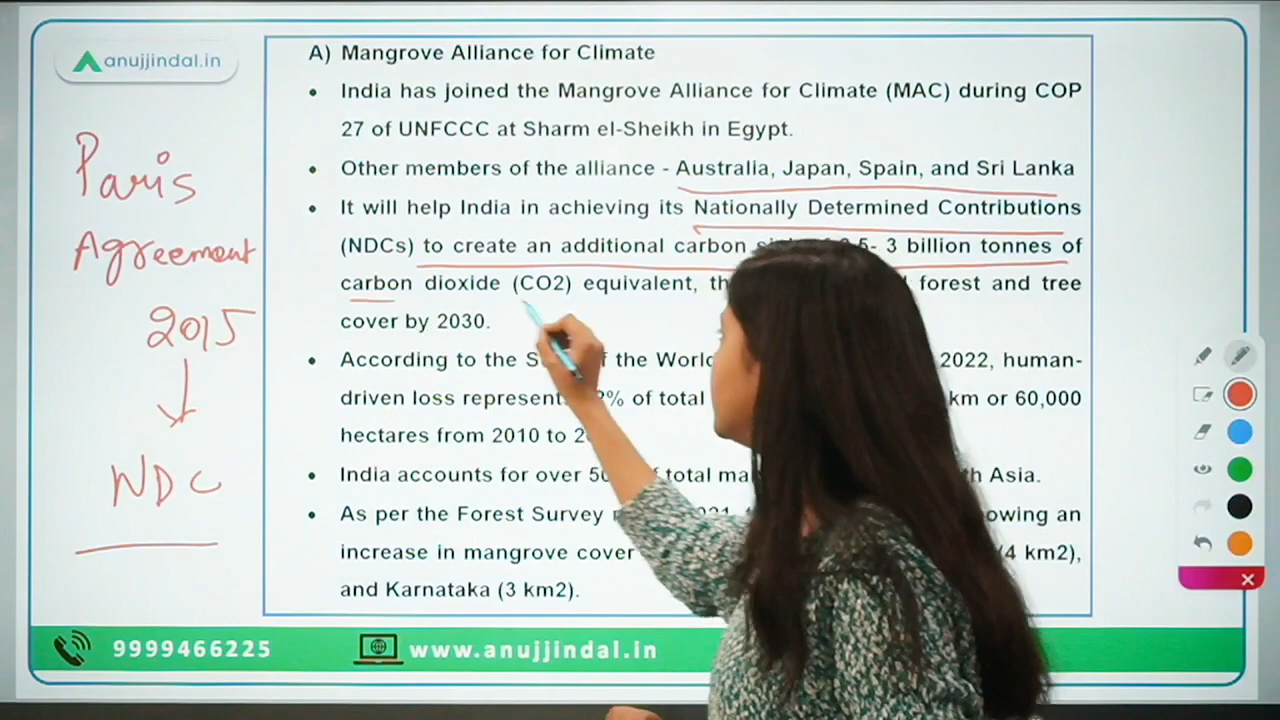 anujjindal.in
Paris
Agreement
2015
NDC
A) Mangrove Alliance for Climate
• India has joined the Mangrove Alliance for Climate (MAC) during COP
27 of UNFCCC at Sharm el-Sheikh in Egypt.
• Other members of the alliance - Australia, Japan, Spain, and Sri Lanka
• It will help India in achieving its Nationally Determined Contributions
(NDCs) to create an additional carbon 3 billion tonnes of
carbon dioxide (CO2) equivalent, forest and tree
cover by 2030.
• According to the the 2022, human-
driven loss of total km or 60,000
hectares from 2010 to
• India accounts for over total Asia.
• As per the Forest Survey an
increase in mangrove cover (4 km2),
and Karnataka (3 km2).
9999466225
www.anujjindal.in